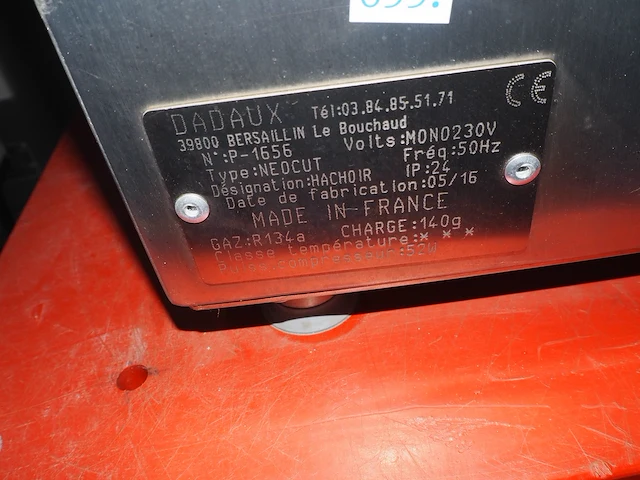 DADAUX Tél:03.84.85.51.71
39800 BERSAILLIN Le Bouchaud
N°:P-1656 Volts:MONO230V
Type:NEOCUT Fréq:50Hz
Désignation:HACHOIR IP:24
Date de fabrication:05/16
MADE IN FRANCE
GAZ:R134a CHARGE:140g
Classe température:* * *
CE